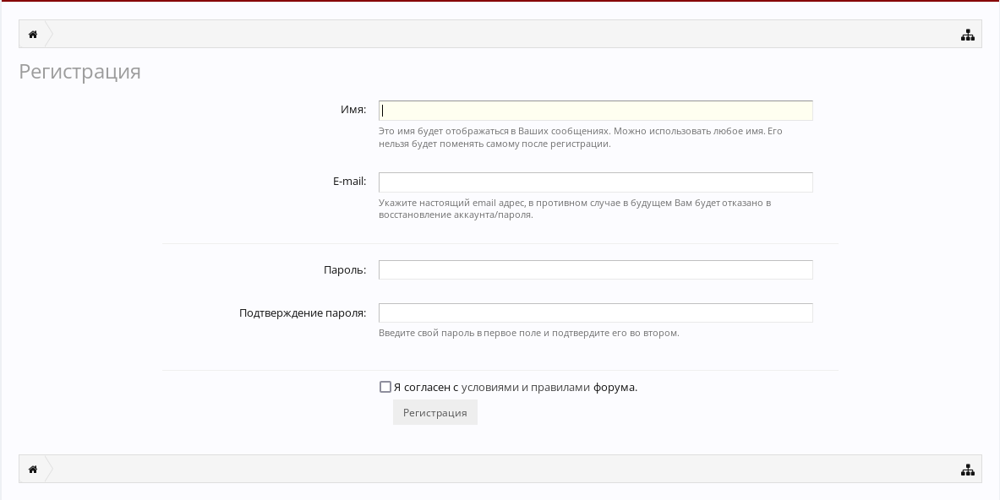 Регистрация
Имя:
Это имя будет отображаться в Ваших сообщениях. Можно использовать любое имя. Его
нельзя будет поменять самому после регистрации.
E-mail:
Укажите настоящий email адрес, в противном случае в будущем Вам будет отказано в
восстановление аккаунта/пароля.
Пароль:
Подтверждение пароля:
Введите свой пароль в первое поле и подтвердите его во втором.
Я согласен с условиями и правилами форума.
Регистрация